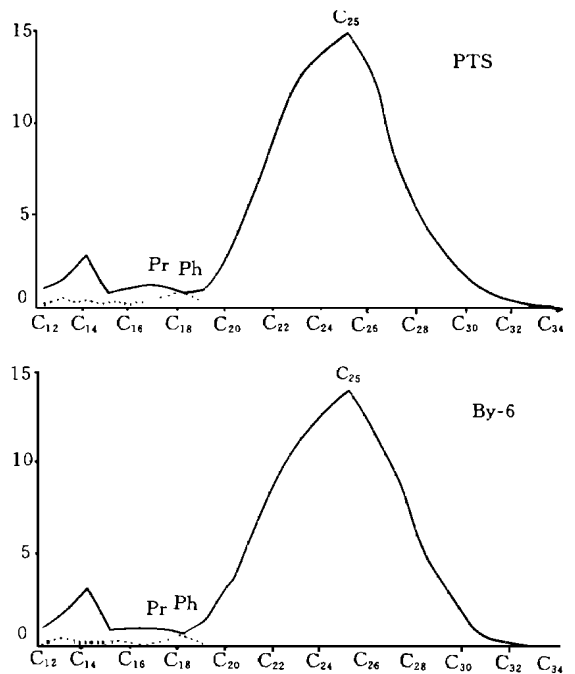 C₂₅
15
PTS
10
5
Pr Ph
0
C₁₂ C₁₄ C₁₆ C₁₈ C₂₀ C₂₂ C₂₄ C₂₆ C₂₈ C₃₀ C₃₂ C₃₄
15
C₂₅
By-6
10
5
Pr Ph
0
C₁₂ C₁₄ C₁₆ C₁₈ C₂₀ C₂₂ C₂₄ C₂₆ C₂₈ C₃₀ C₃₂ C₃₄